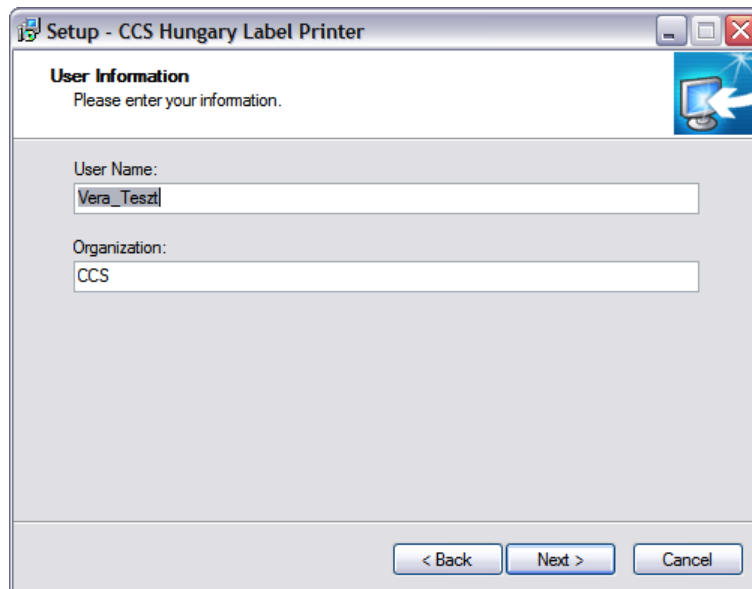 Setup - CCS Hungary Label Printer
User Information
Please enter your information.
User Name:
Vera_Teszt
Organization:
CCS
< Back
Next >
Cancel